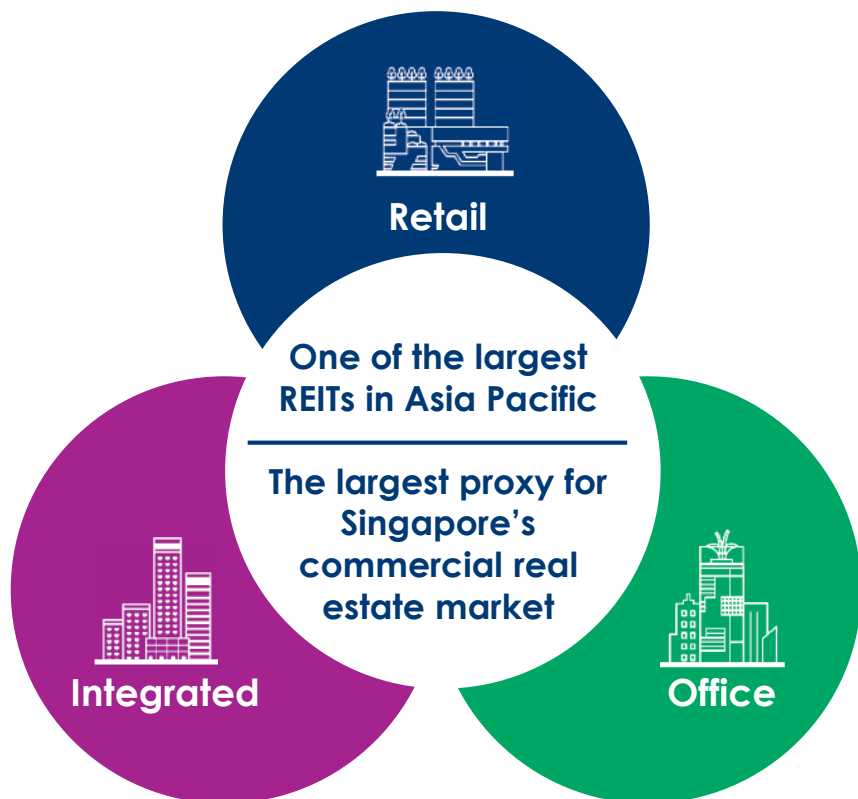 Retail
One of the largest
REITs in Asia Pacific
The largest proxy for
Singapore’s
commercial real
estate market
Integrated
Office